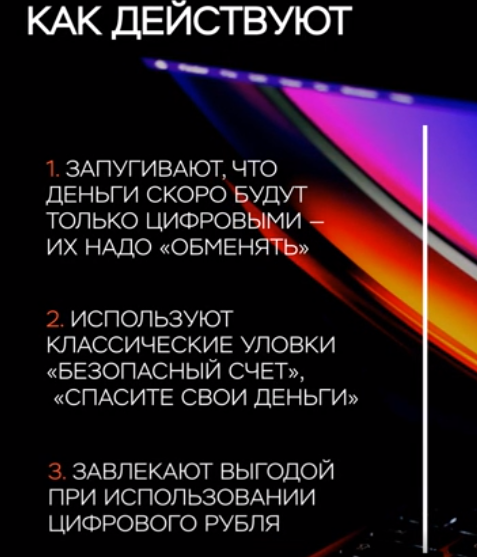 КАК ДЕЙСТВУЮТ
1. ЗАПУГИВАЮТ, ЧТО
ДЕНЬГИ СКОРО БУДУТ
ТОЛЬКО ЦИФРОВЫМИ –
ИХ НАДО «ОБМЕНЯТЬ»
2. ИСПОЛЬЗУЮТ
КЛАССИЧЕСКИЕ УЛОВКИ
«БЕЗОПАСНЫЙ СЧЕТ»,
«СПАСИТЕ СВОИ ДЕНЬГИ»
3. ЗАВЛЕКАЮТ ВЫГОДОЙ
ПРИ ИСПОЛЬЗОВАНИИ
ЦИФРОВОГО РУБЛЯ